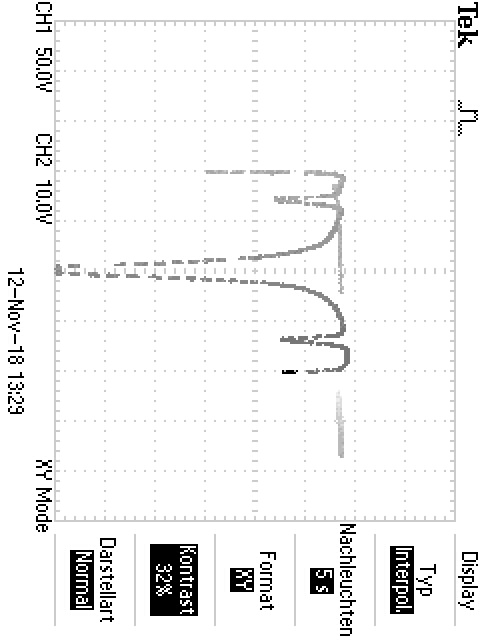 Tek
Display
Typ
Interpol.
Nachleuchten
5 s
Format
XY
Kontrast
32%
Darstellart
Normal
CH1 50.0V CH2 10.0V XY Mode
12-Nov-18 13:29